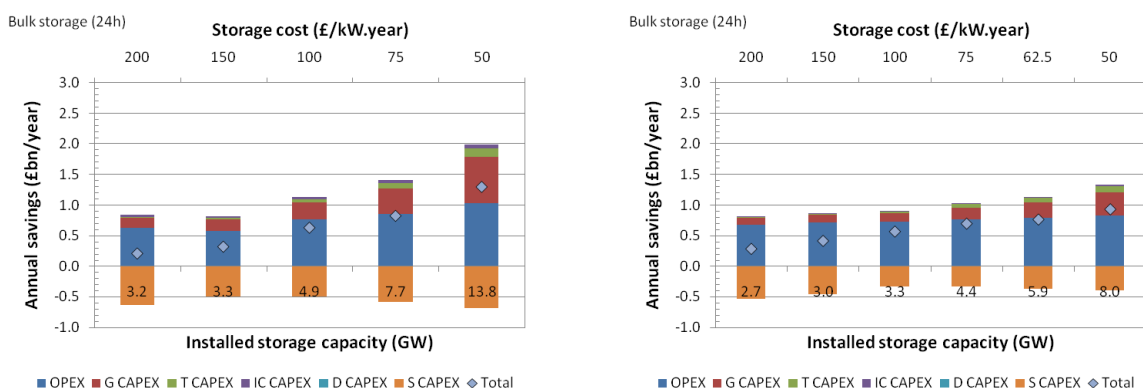 Bulk storage (24h)
Storage cost (£/kW.year)
200 150 100 75 50
Annual savings (£bn/year)
3.0
2.5
2.0
1.5
1.0
0.5
0.0
-0.5
-1.0
3.2 3.3 4.9 7.7 13.8
Installed storage capacity (GW)
OPEX G CAPEX T CAPEX IC CAPEX D CAPEX S CAPEX Total
Bulk storage (24h)
Storage cost (£/kW.year)
200 150 100 75 62.5 50
Annual savings (£bn/year)
3.0
2.5
2.0
1.5
1.0
0.5
0.0
-0.5
-1.0
2.7 3.0 3.3 4.4 5.9 8.0
Installed storage capacity (GW)
OPEX G CAPEX T CAPEX IC CAPEX D CAPEX S CAPEX Total